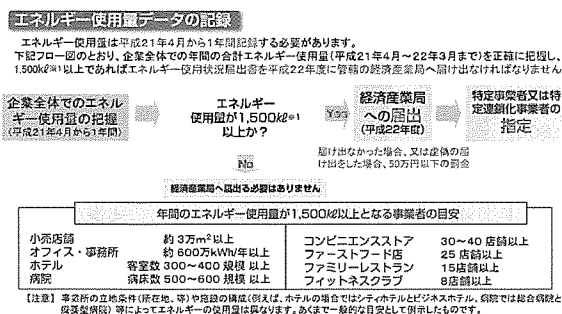 エネルギー使用量データの記録
エネルギー使用量は平成21年4月から1年間記録する必要があります。
下記フロー図のとおり、企業全体での年間の合計エネルギー使用量(平成21年4月～22年3月まで)を正確に把握し、
1,500kℓ※1以上であればエネルギー使用状況届出書を平成22年度に管轄の経済産業局へ届け出なければなりません
企業全体でのエネル
ギー使用量の把握
(平成21年4月から1年間)
エネルギー
使用量が1,500kℓ※1
以上か?
Yes
経済産業局
への届出
(平成22年度)
特定事業者又は特
定連鎖化事業者の
指定
届け出なかった場合、又は虚偽の届
け出をした場合、50万円以下の罰金
No
経済産業局へ届出る必要はありません
年間のエネルギー使用量が1,500kℓ以上となる事業者の目安
小売店舗 約3万m²以上
オフィス・事務所 約600万kWh/年以上
ホテル 客室数300～400規模以上
病院 病床数500～600規模以上
コンビニエンスストア 30～40店舗以上
ファーストフード店 25店舗以上
ファミリーレストラン 15店舗以上
フィットネスクラブ 8店舗以上
【注意】 事業所の立地条件(所在地、等)や施設の構成(例えば、ホテルの場合ではシティホテルとビジネスホテル、病院では総合病院と
療養型病院)等によってエネルギーの使用量は異なります。あくまで一般的な目安として例示したものです。